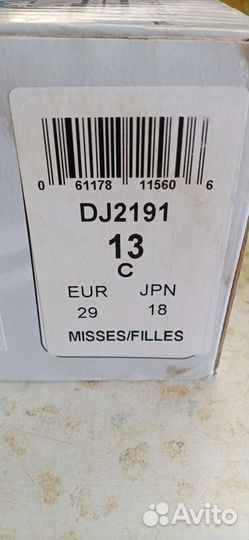 0 61178 11560 6
DJ2191
13
C
EUR JPN
29 18
MISSES/FILLES
Avito